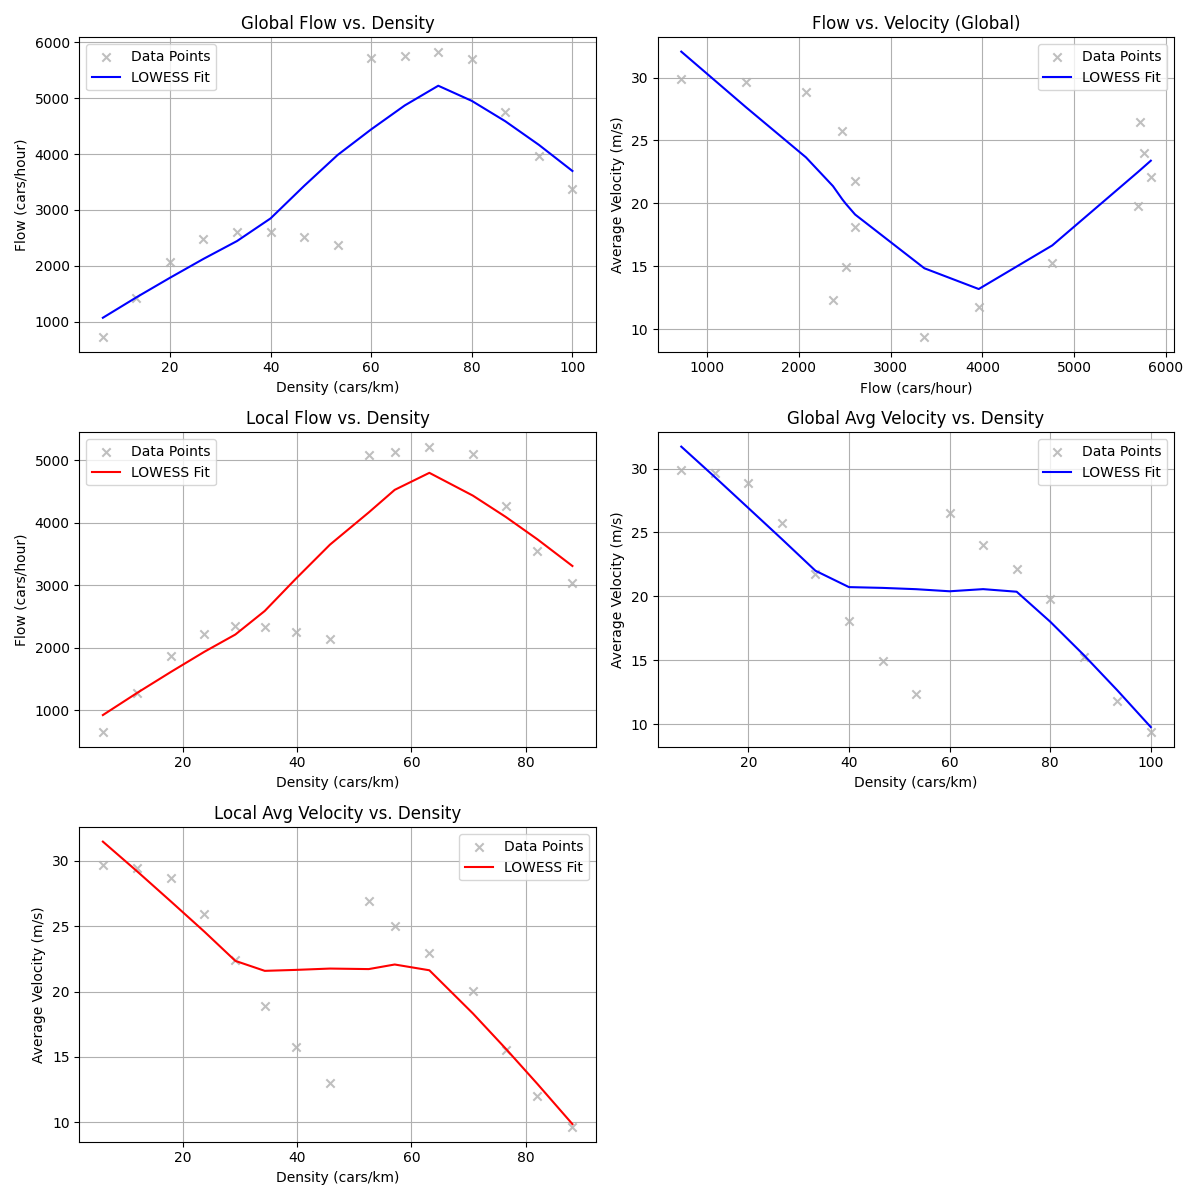 Global Flow vs. Density
Data Points
LOWESS Fit
6000
5000
4000
3000
2000
1000
Flow (cars/hour)
20
40
60
80
100
Density (cars/km)
Flow vs. Velocity (Global)
Data Points
LOWESS Fit
30
25
20
15
10
Average Velocity (m/s)
1000
2000
3000
4000
5000
6000
Flow (cars/hour)
Local Flow vs. Density
Data Points
LOWESS Fit
5000
4000
3000
2000
1000
Flow (cars/hour)
20
40
60
80
Density (cars/km)
Global Avg Velocity vs. Density
Data Points
LOWESS Fit
30
25
20
15
10
Average Velocity (m/s)
20
40
60
80
100
Density (cars/km)
Local Avg Velocity vs. Density
Data Points
LOWESS Fit
30
25
20
15
10
Average Velocity (m/s)
20
40
60
80
Density (cars/km)